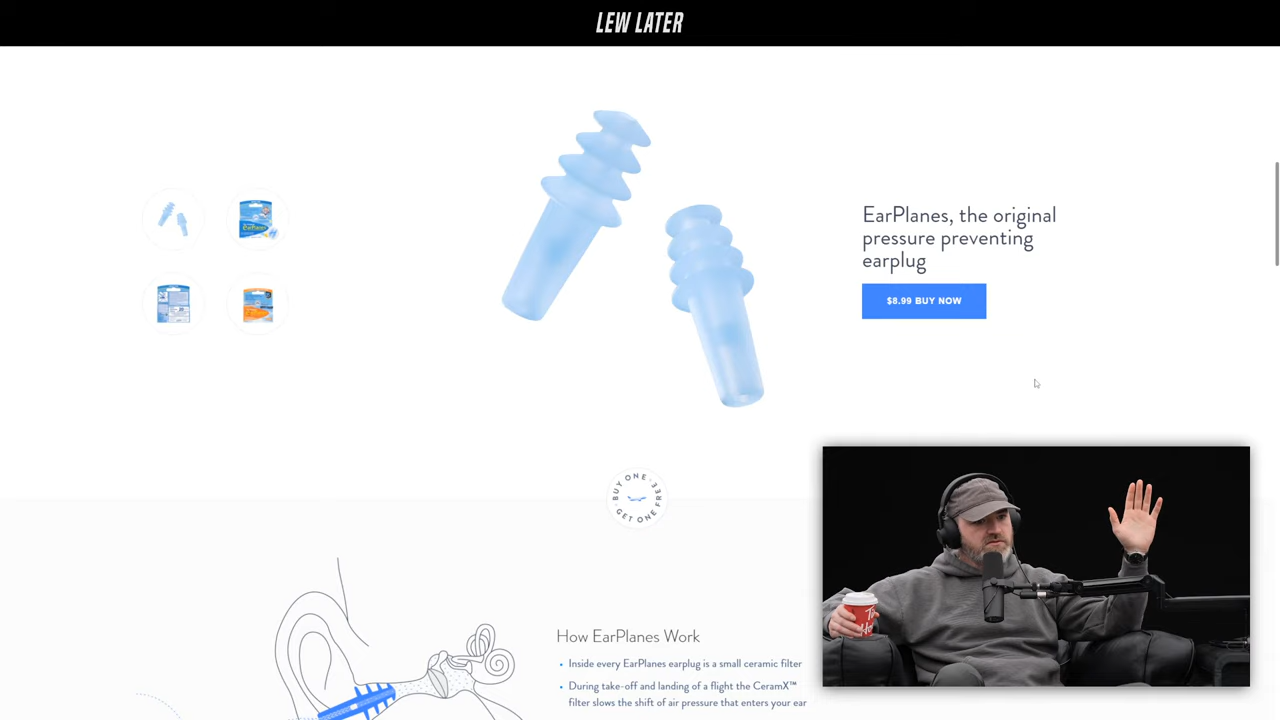 LEW LATER
EarPlanes, the original
pressure preventing
earplug
$8.99 BUY NOW
BUY ONE · GET ONE FREE ·
How EarPlanes Work
Inside every EarPlanes earplug is a small ceramic filter
During take-off and landing of a flight the CeramX™
filter slows the shift of air pressure that enters your ear